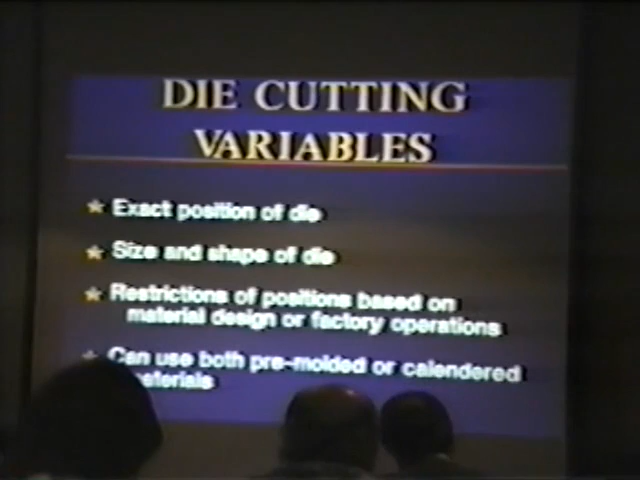 DIE CUTTING
VARIABLES
★ Exact position of die
★ Size and shape of die
★ Restrictions of positions based on
material design or factory operations
★ Can use both pre-molded or calendered
materials